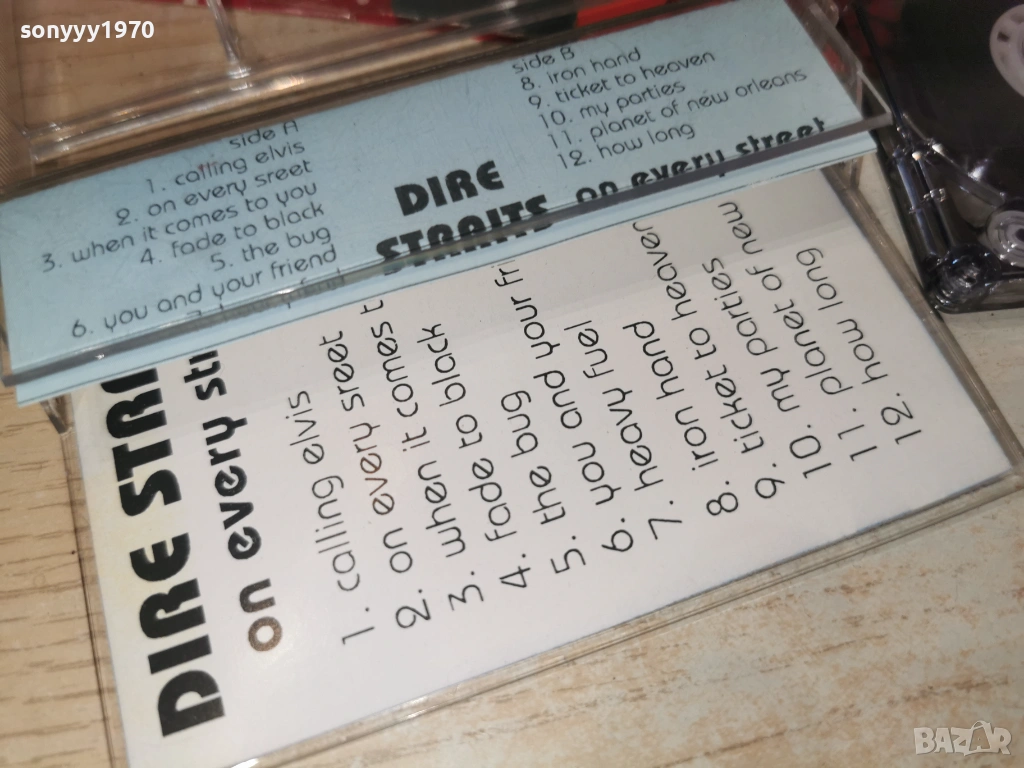 sonyyy1970
side A
1. calling elvis
2. on every sreet
3. when it comes to you
4. fade to black
5. the bug
6. you and your friend
DIRE
STRAITS on every street
side B
8. iron hand
9. ticket to heaven
10. my parties
11. planet of new orleans
12. how long
DIRE
on every
1. calling elvis
2. on every sreet
3. when it comes
4. fade to black
5. the bug
6. you and your
7. heavy fuel
8. iron hand
9. ticket to heaven
10. my parties
11. planet of new
12. how long
BAZAR